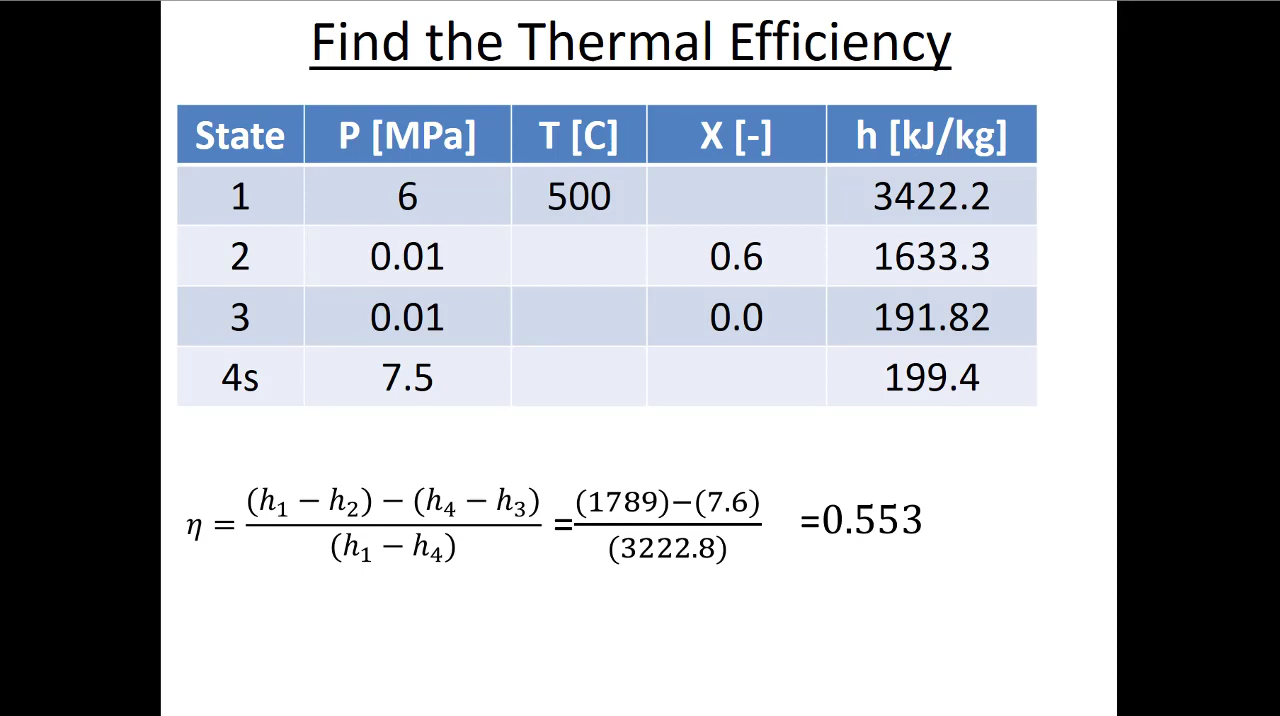 Find the Thermal Efficiency
State P [MPa] T [C] X [-] h [kJ/kg]
1 6 500 3422.2
2 0.01 0.6 1633.3
3 0.01 0.0 191.82
4s 7.5 199.4
η = (h₁ − h₂) − (h₄ − h₃) / (h₁ − h₄) = (1789)−(7.6) / (3222.8) =0.553